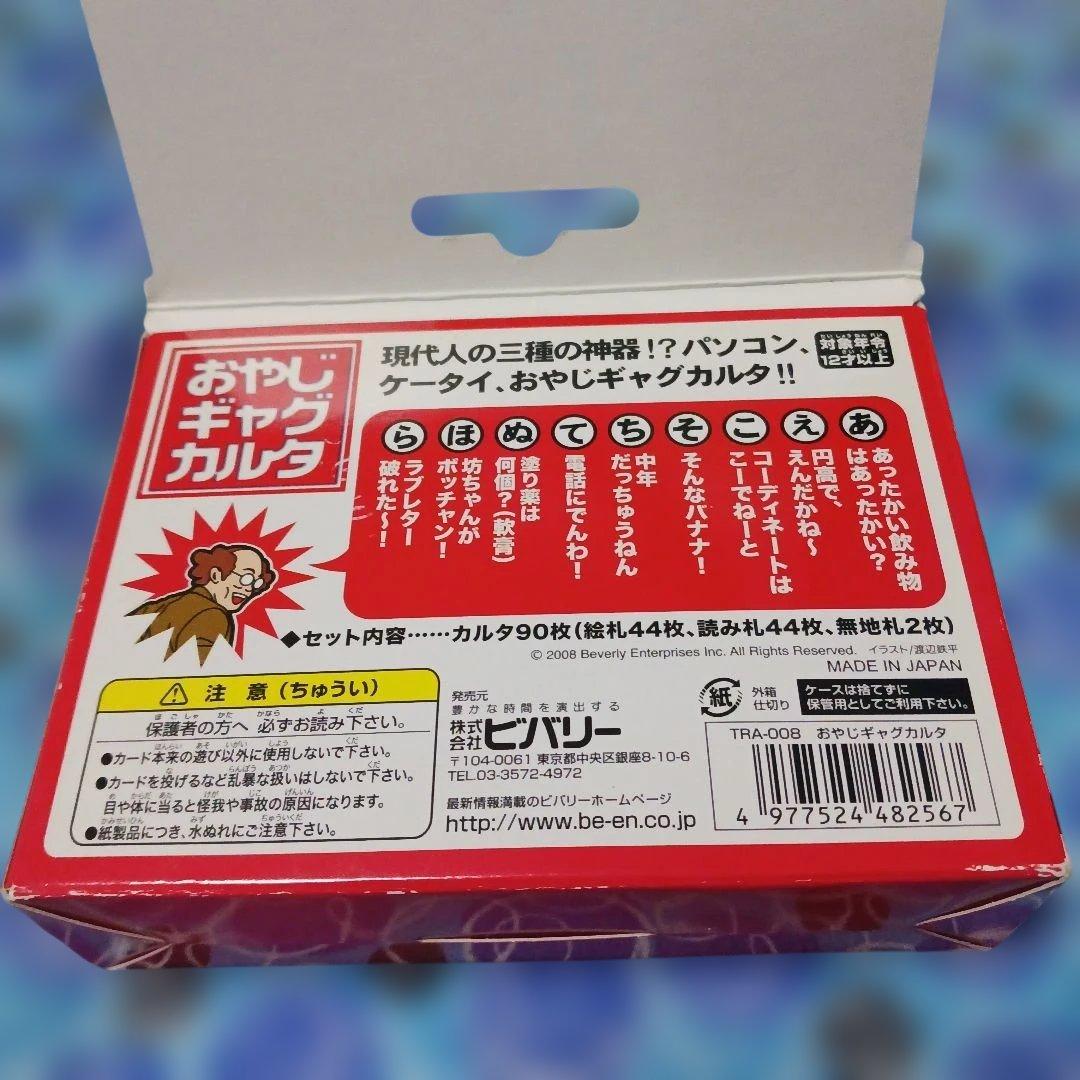 おやじ
ギャグ
カルタ
現代人の三種の神器!?パソコン、
ケータイ、おやじギャグカルタ!!
対象年令
12才以上
あ
あったかい飲み物
はあったかい?
え
円高で、
えんだかね〜
こ
コーディネートは
こーでねーと
そ
そんなバナナ!
ち
中年
だっちゅうねん
て
電話にでんわ!
ぬ
塗り薬は
何個?(軟膏)
ほ
坊ちゃんが
ボッチャン!
ら
ラブレター
破れた〜!
◆セット内容……カルタ90枚(絵札44枚、読み札44枚、無地札2枚)
© 2008 Beverly Enterprises Inc. All Rights Reserved. イラスト/渡辺鉄平
MADE IN JAPAN
注 意(ちゅうい)
保護者の方へ 必ずお読み下さい。
●カード本来の遊び以外に使用しないで下さい。
●カードを投げるなど乱暴な扱いはしないで下さい。
目や体に当ると怪我や事故の原因になります。
●紙製品につき、水ぬれにご注意下さい。
発売元
豊かな時間を演出する
株式会社ビバリー
〒104-0061 東京都中央区銀座8-10-6
TEL.03-3572-4972
最新情報満載のビバリーホームページ
http://www.be-en.co.jp
紙
外箱
仕切り
ケースは捨てずに
保管用としてご利用下さい。
TRA-008 おやじギャグカルタ
4 977524 482567